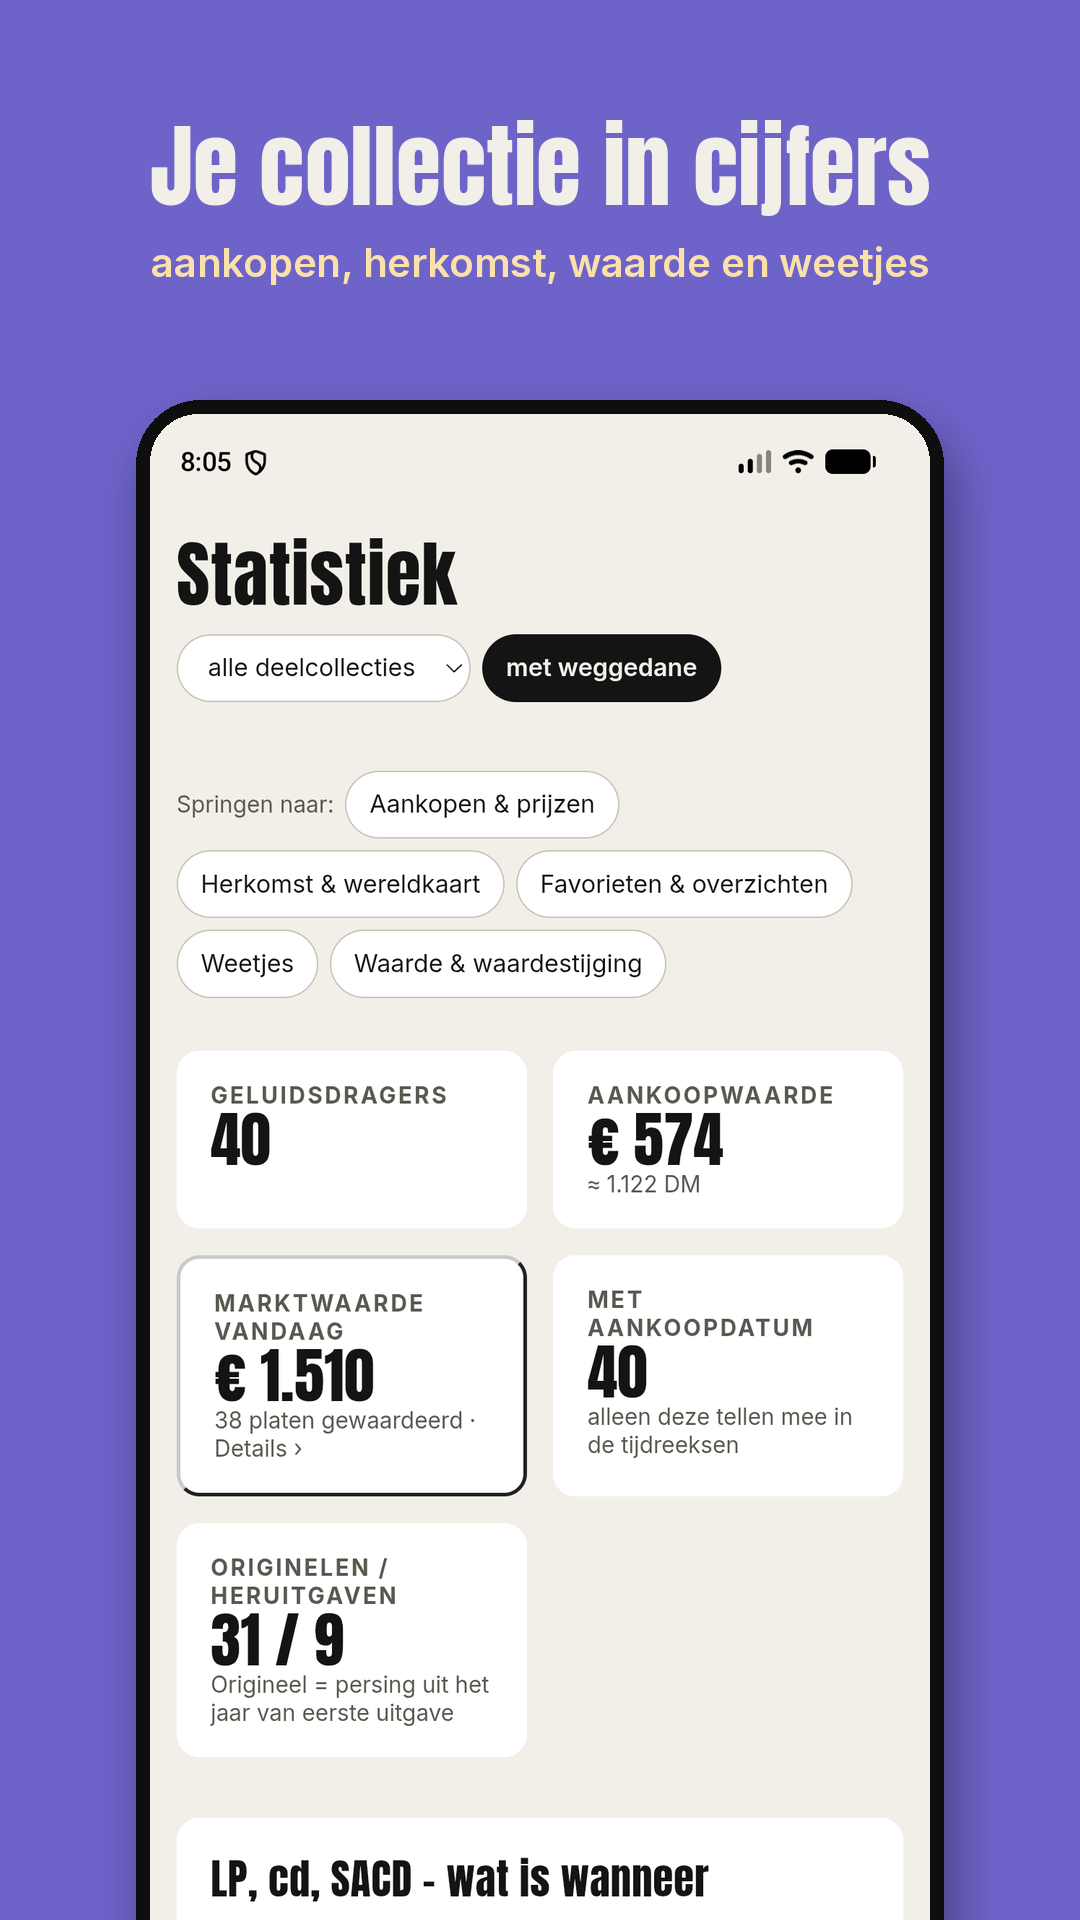 Je collectie in cijfers
aankopen, herkomst, waarde en weetjes
8:05
Statistiek
alle deelcollecties
met weggedane
Springen naar:
Aankopen & prijzen
Herkomst & wereldkaart
Favorieten & overzichten
Weetjes
Waarde & waardestijging
GELUIDSDRAGERS
40
AANKOOPWAARDE
€ 574
≈ 1.122 DM
MARKTWAARDE
VANDAAG
€ 1.510
38 platen gewaardeerd ·
Details ›
MET
AANKOOPDATUM
40
alleen deze tellen mee in
de tijdreeksen
ORIGINELEN /
HERUITGAVEN
31 / 9
Origineel = persing uit het
jaar van eerste uitgave
LP, cd, SACD - wat is wanneer